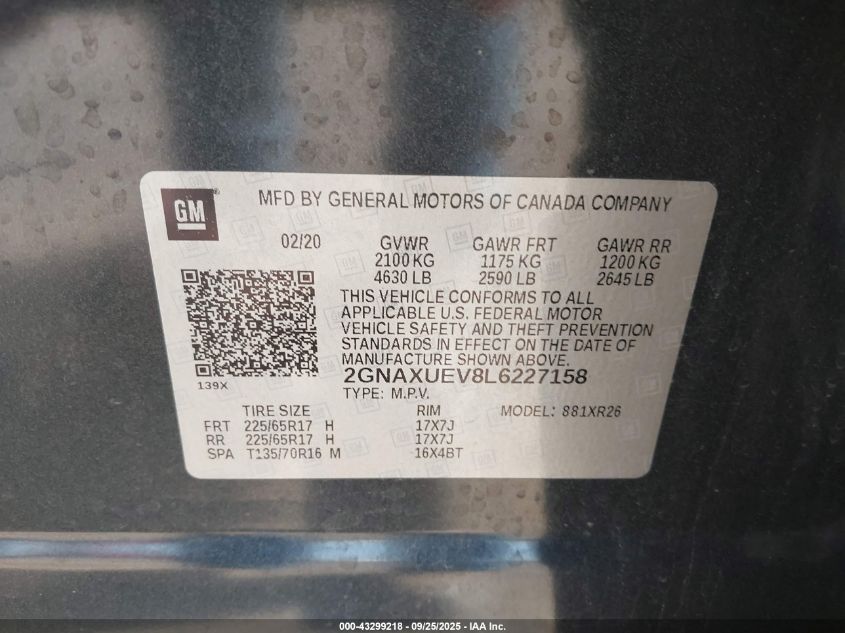 GM
MFD BY GENERAL MOTORS OF CANADA COMPANY
02/20 GVWR GAWR FRT GAWR RR
2100 KG 1175 KG 1200 KG
4630 LB 2590 LB 2645 LB
THIS VEHICLE CONFORMS TO ALL
APPLICABLE U.S. FEDERAL MOTOR
VEHICLE SAFETY AND THEFT PREVENTION
STANDARDS IN EFFECT ON THE DATE OF
MANUFACTURE SHOWN ABOVE.
139X
2GNAXUEV8L6227158
TYPE: M.P.V.
TIRE SIZE RIM MODEL: 881XR26
FRT 225/65R17 H 17X7J
RR 225/65R17 H 17X7J
SPA T135/70R16 M 16X4BT
000-43299218 - 09/25/2025 - IAA Inc.